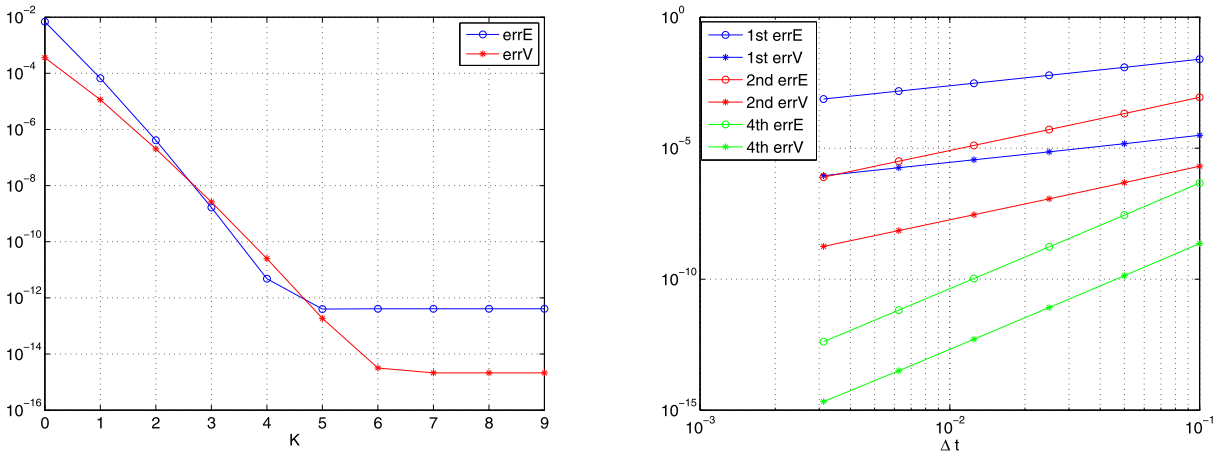 10^-2
10^-4
10^-6
10^-8
10^-10
10^-12
10^-14
10^-16
0 1 2 3 4 5 6 7 8 9
K
errE
errV
10^0
10^-5
10^-10
10^-15
10^-3 10^-2 10^-1
Δ t
1st errE
1st errV
2nd errE
2nd errV
4th errE
4th errV